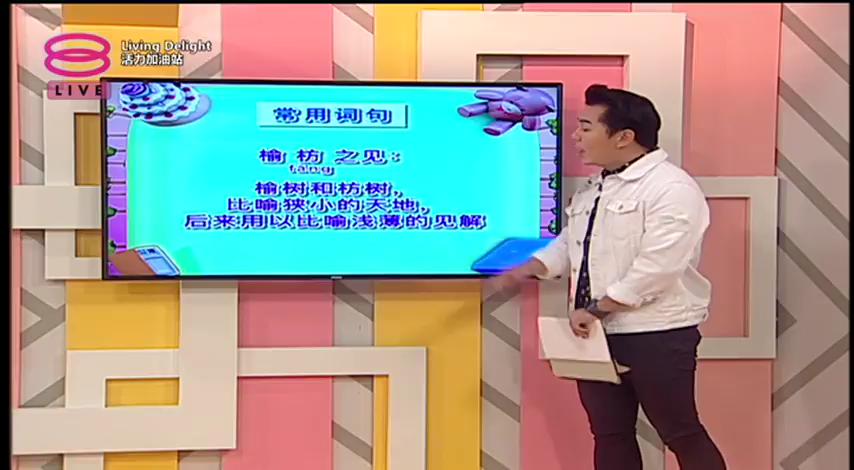 Living Delight
活力加油站
LIVE
常用词句
榆 枋 之见：
fāng
榆树和枋树，
比喻狭小的天地，
后来用以比喻浅薄的见解